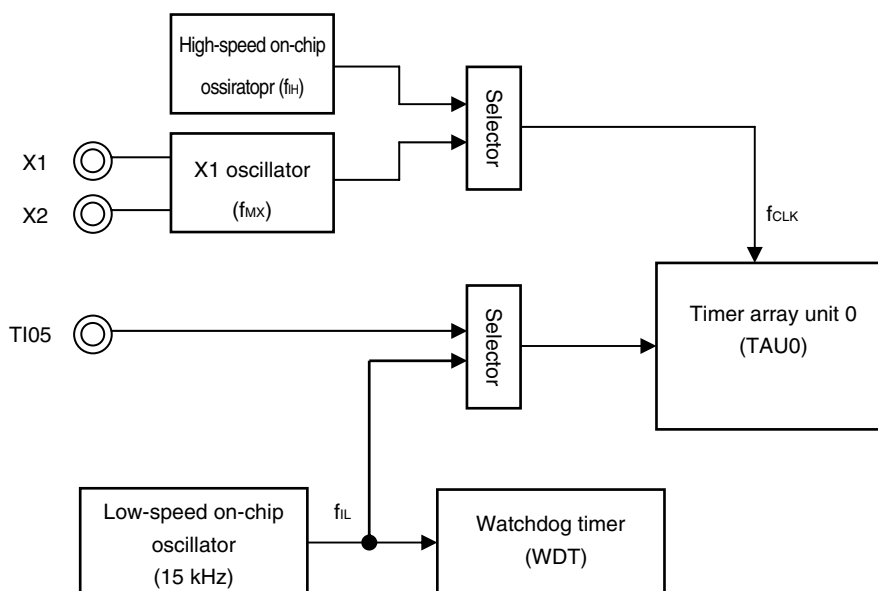 High-speed on-chip
ossiratopr (fIH)
Selector
X1
X1 oscillator
(fMX)
X2
fCLK
TI05
Selector
Timer array unit 0
(TAU0)
Low-speed on-chip
oscillator
(15 kHz)
fIL
Watchdog timer
(WDT)